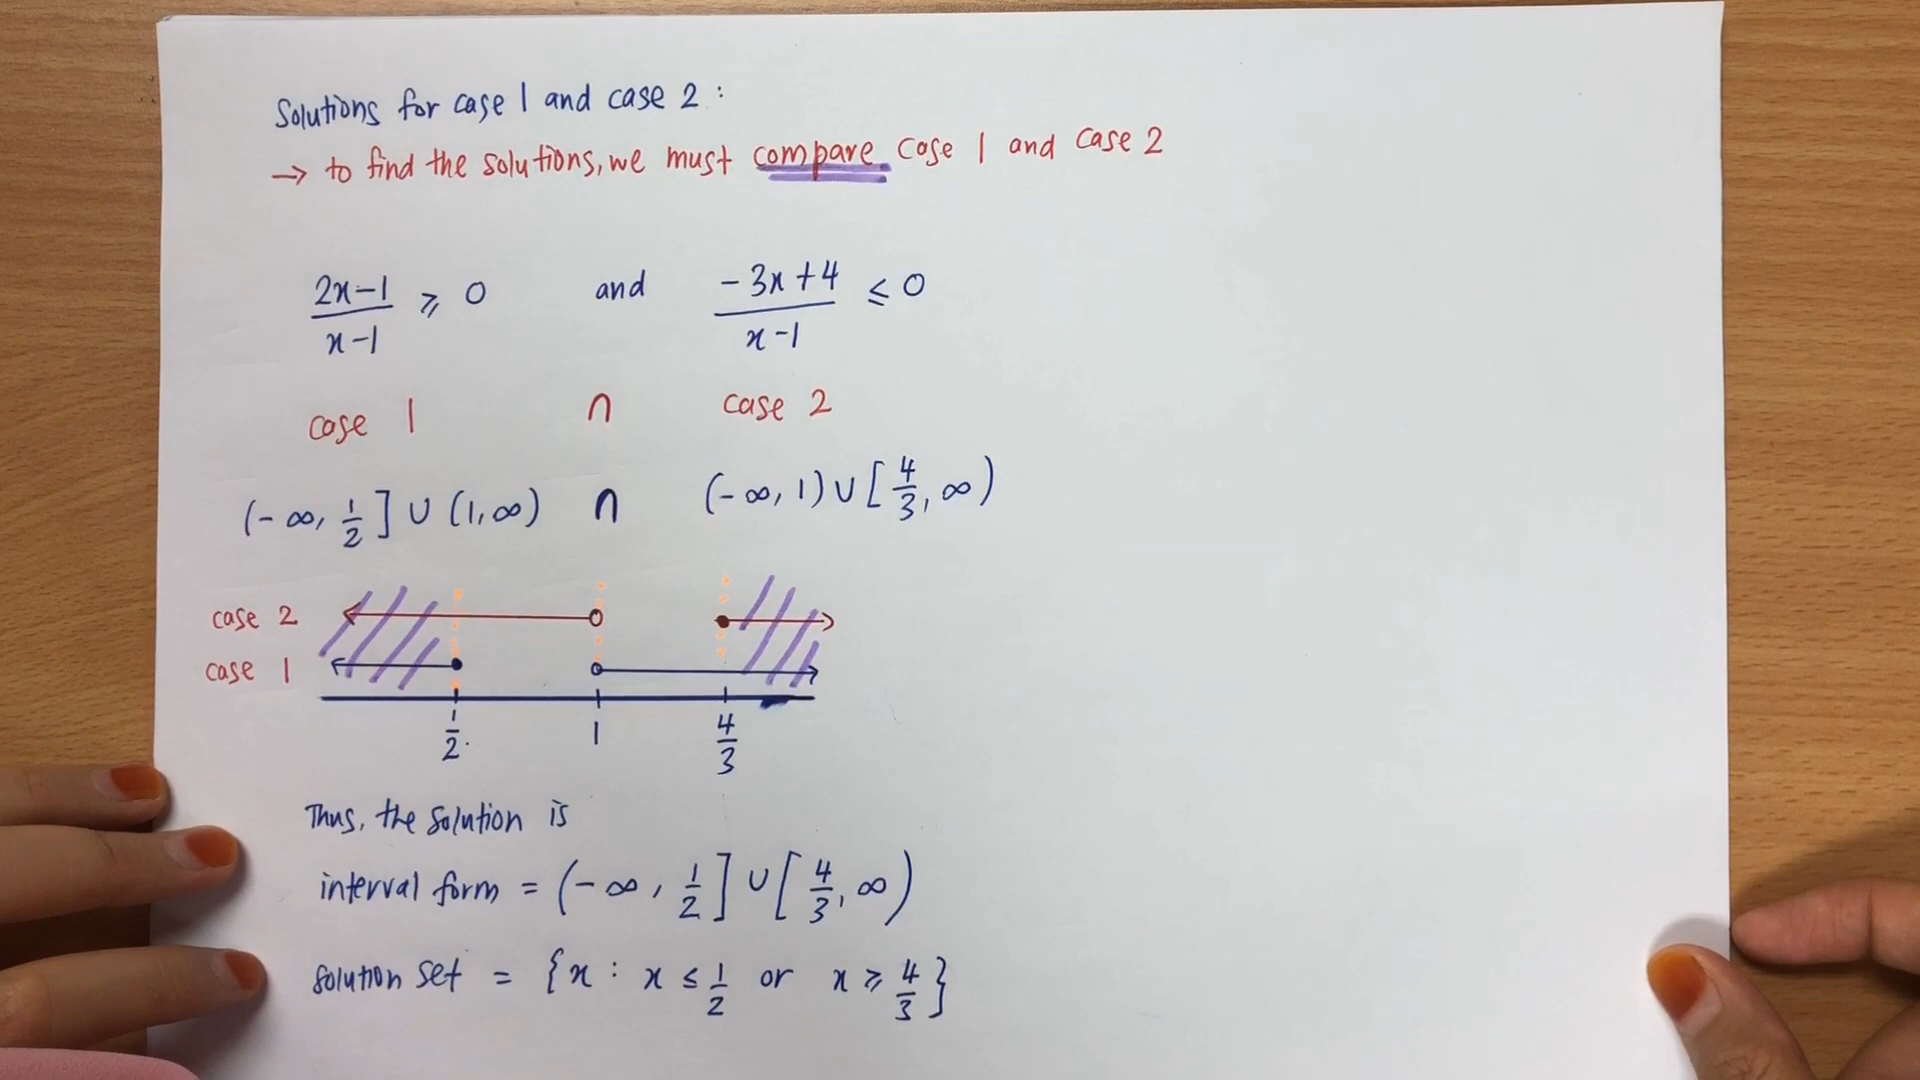 Solutions for case 1 and case 2 :
→ to find the solutions, we must compare case 1 and case 2
2x-1/x-1 ≥ 0 and -3x+4/x-1 ≤ 0
case 1 ∩ case 2
(-∞, 1/2] ∪ (1, ∞) ∩ (-∞, 1) ∪ [4/3, ∞)
case 2
case 1
1/2 1 4/3
Thus, the solution is
interval form = (-∞, 1/2] ∪ [4/3, ∞)
solution set = {x : x ≤ 1/2 or x ≥ 4/3}